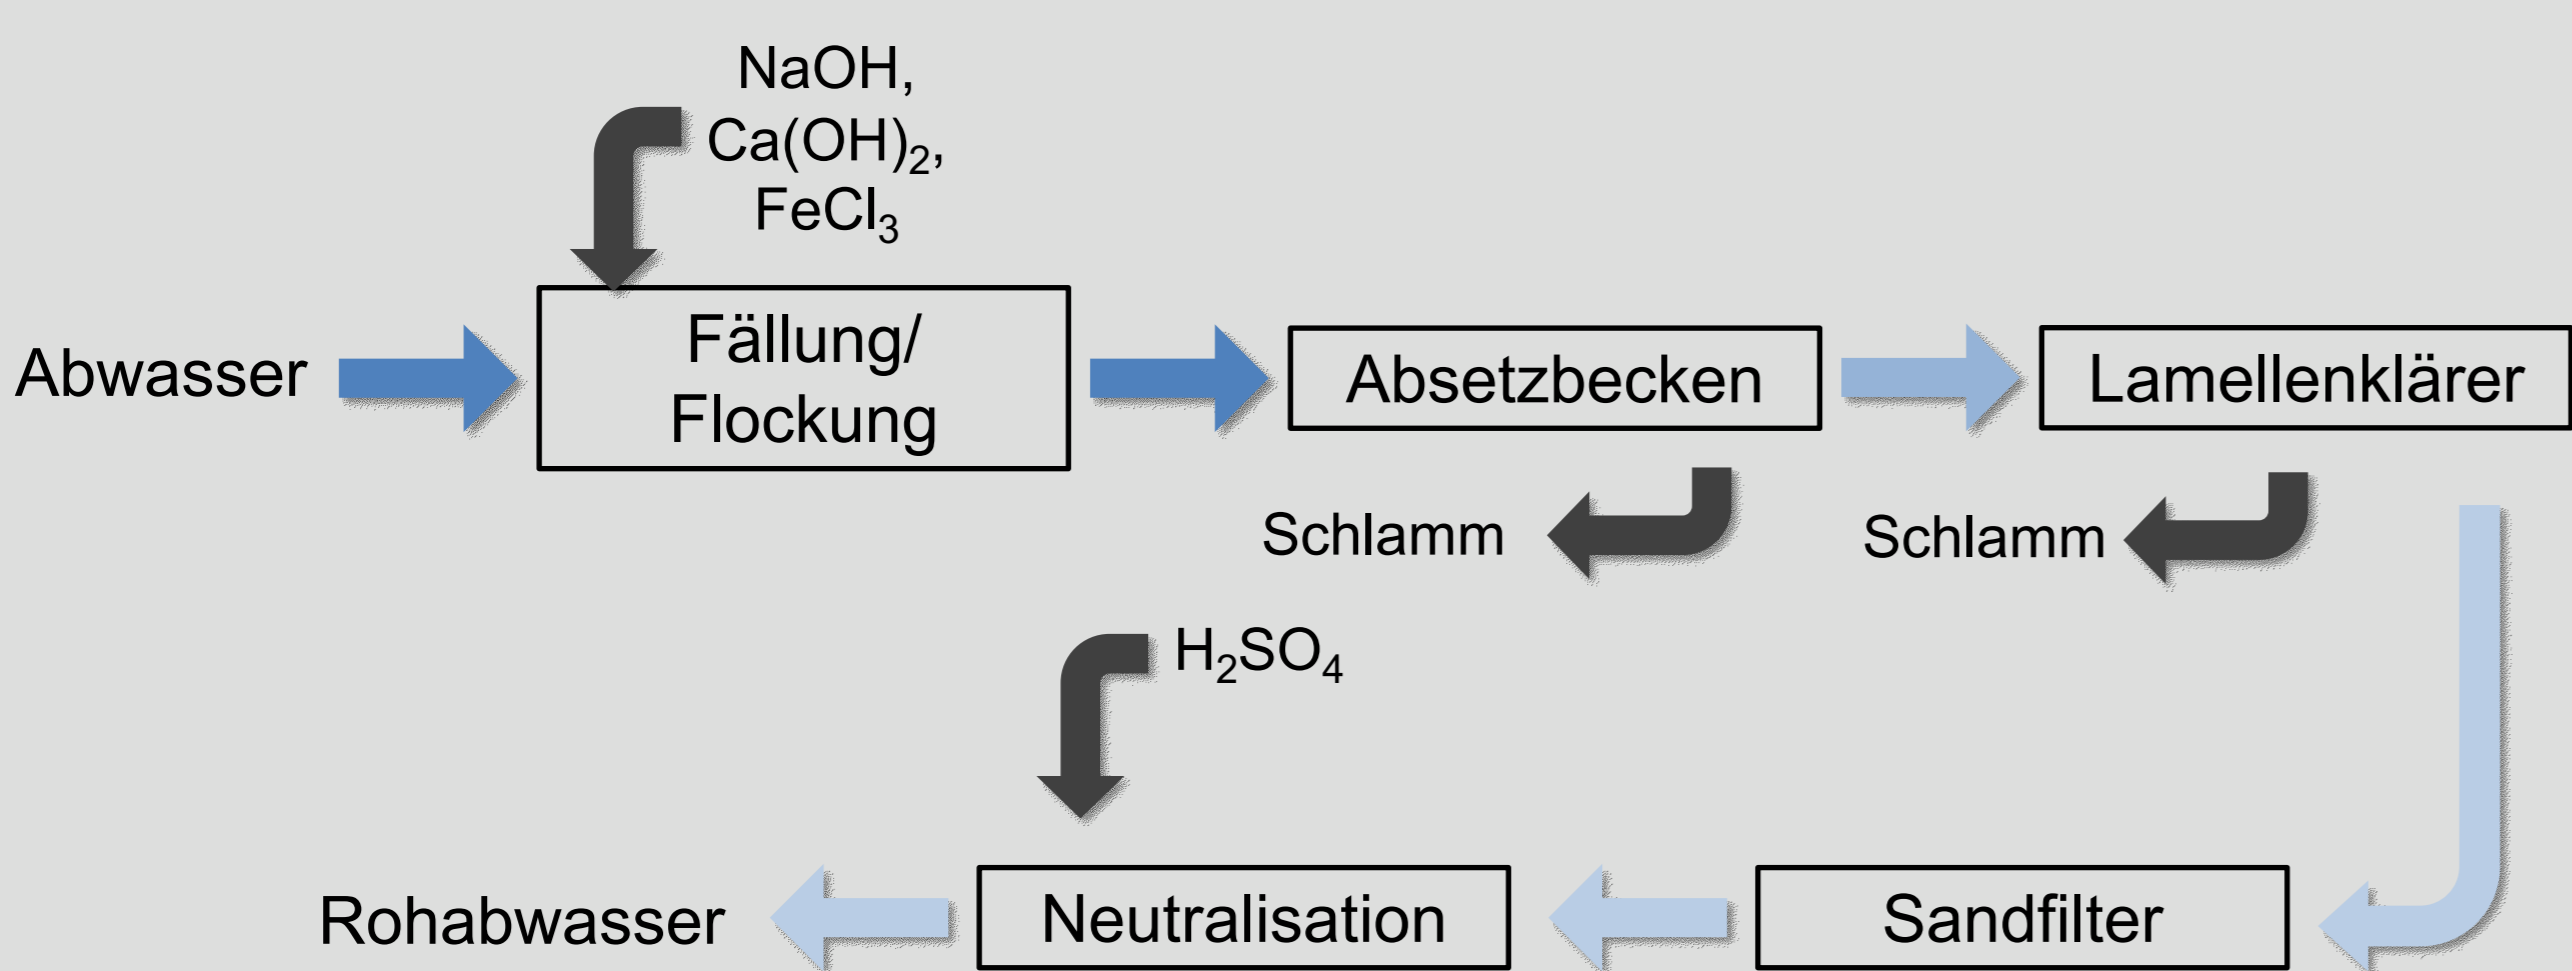 NaOH,
Ca(OH)₂,
FeCl₃
Abwasser
Fällung/
Flockung
Absetzbecken
Lamellenklärer
Schlamm
Schlamm
H₂SO₄
Rohabwasser
Neutralisation
Sandfilter